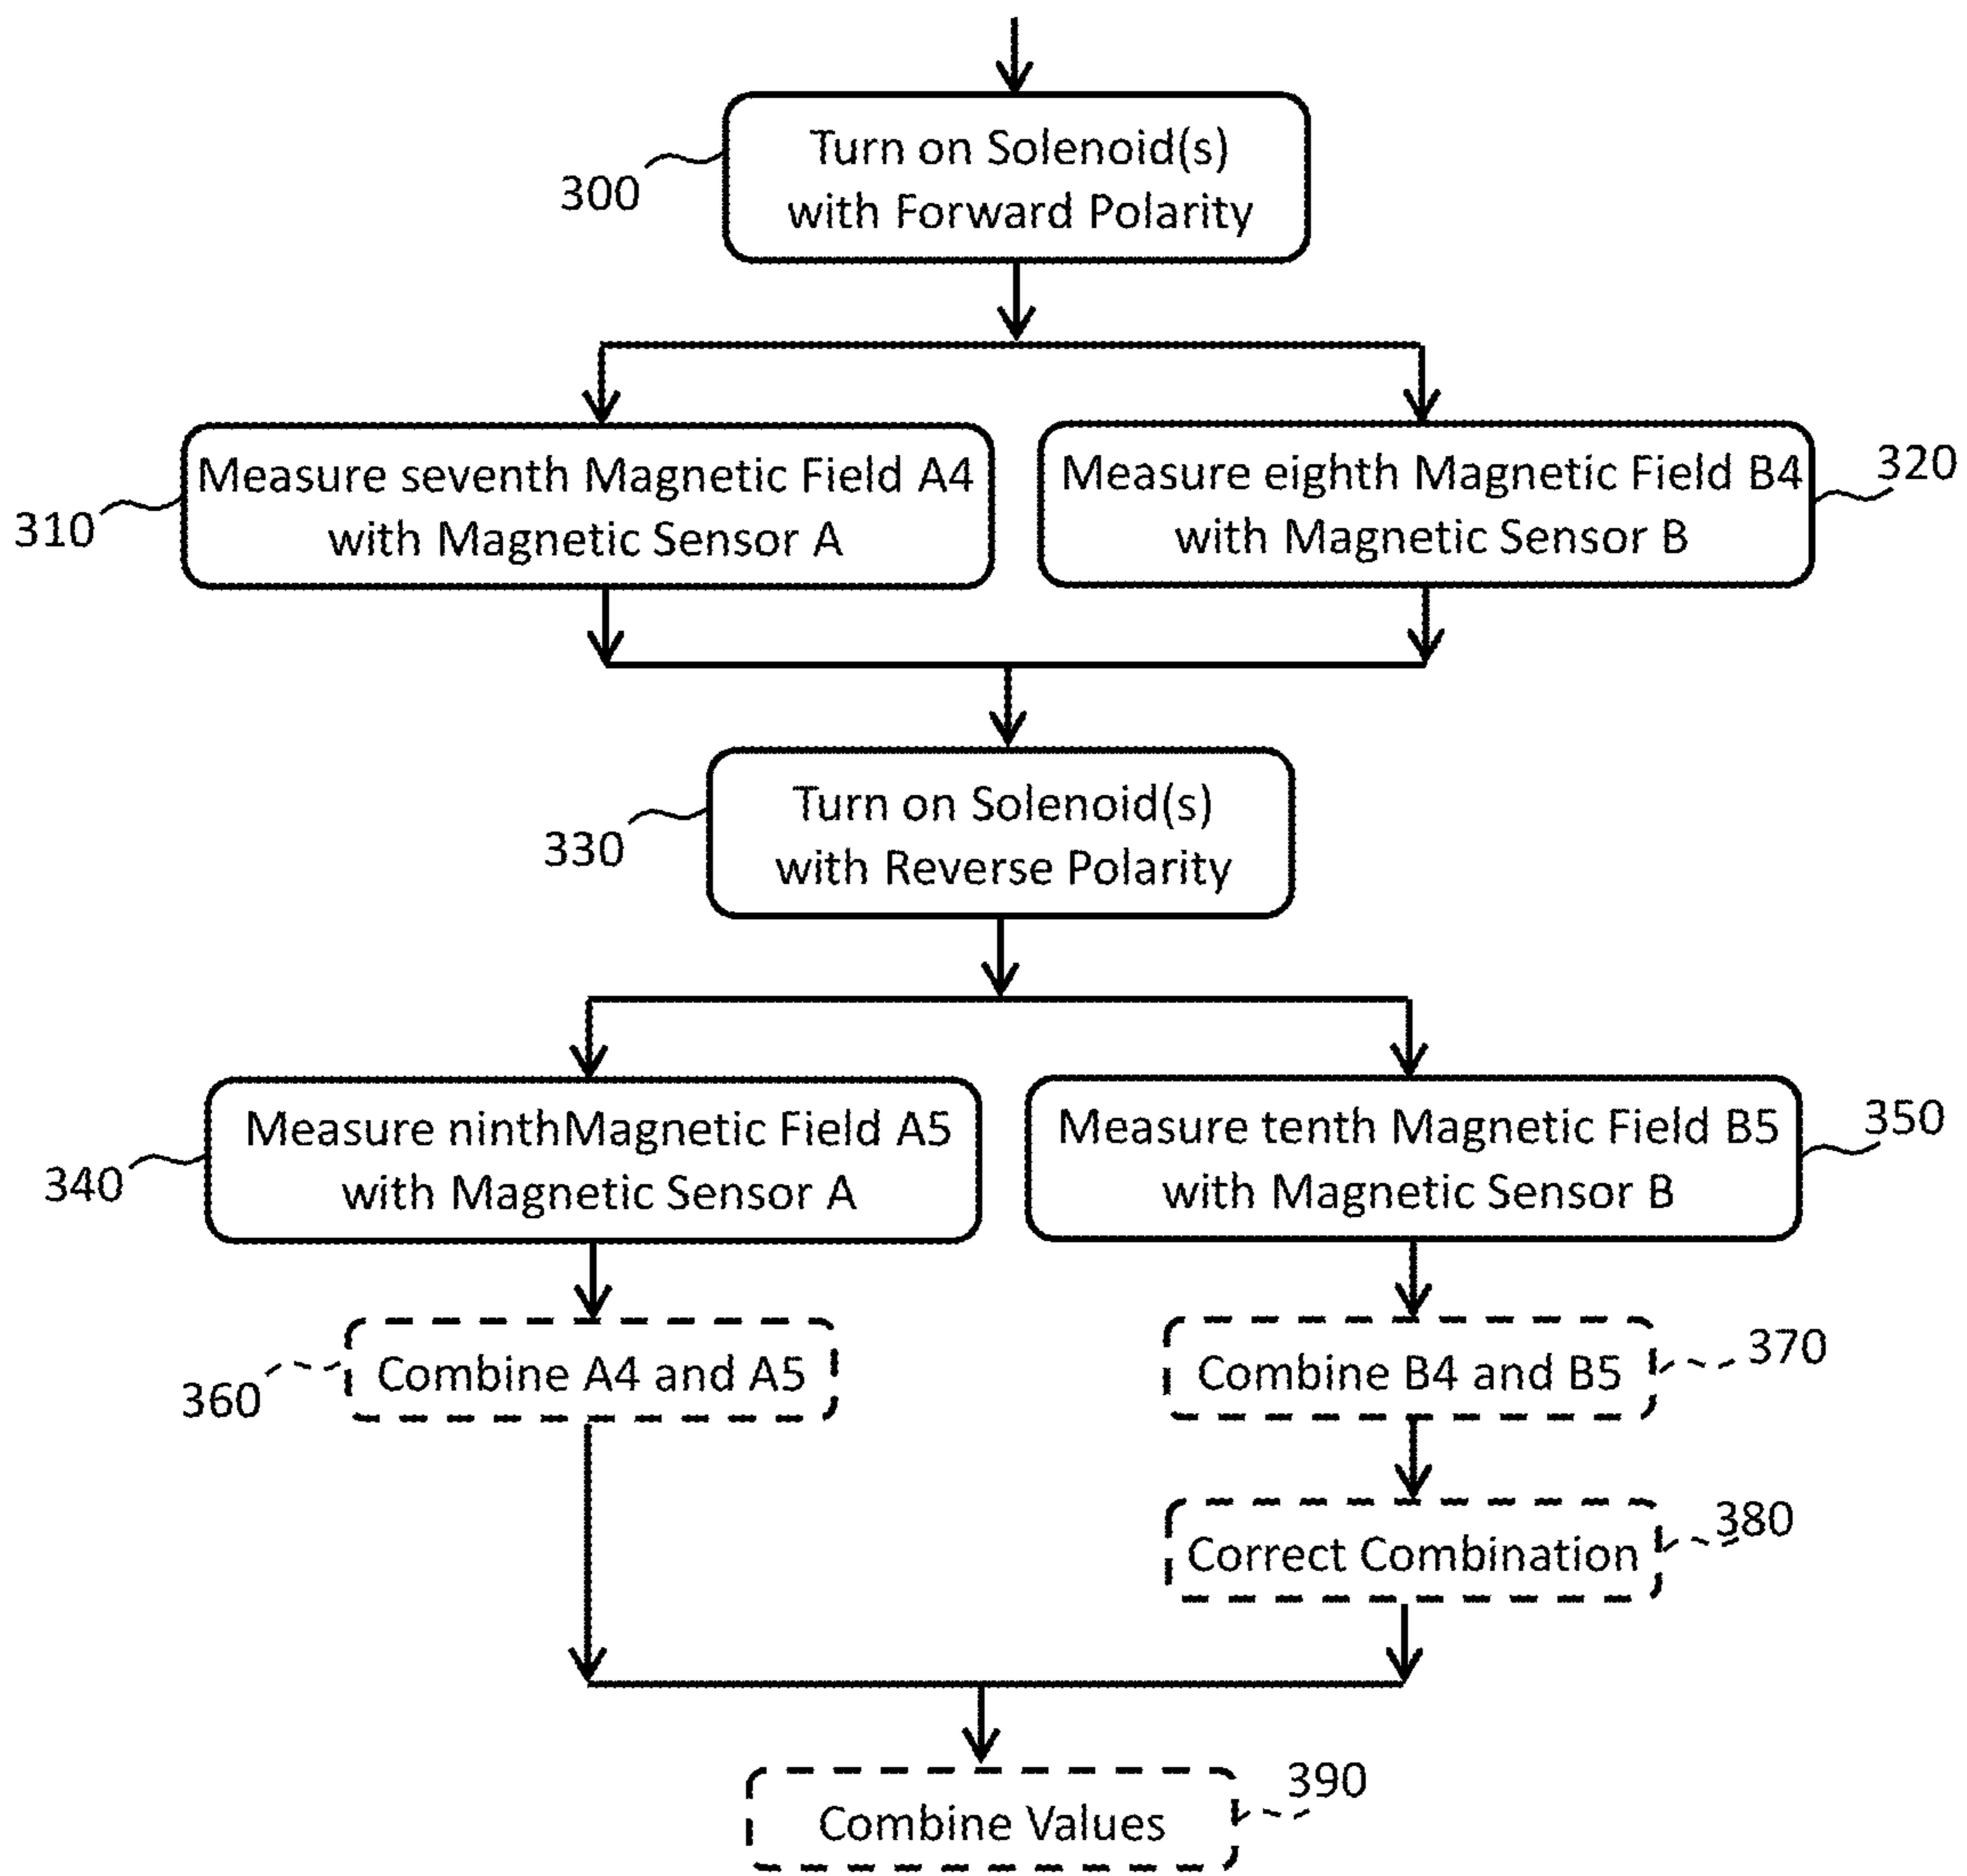 Turn on Solenoid(s)
with Forward Polarity
300
Measure seventh Magnetic Field A4
with Magnetic Sensor A
310
Measure eighth Magnetic Field B4
with Magnetic Sensor B
320
Turn on Solenoid(s)
with Reverse Polarity
330
Measure ninthMagnetic Field A5
with Magnetic Sensor A
340
Measure tenth Magnetic Field B5
with Magnetic Sensor B
350
Combine A4 and A5
360
Combine B4 and B5
370
Correct Combination
380
Combine Values
390